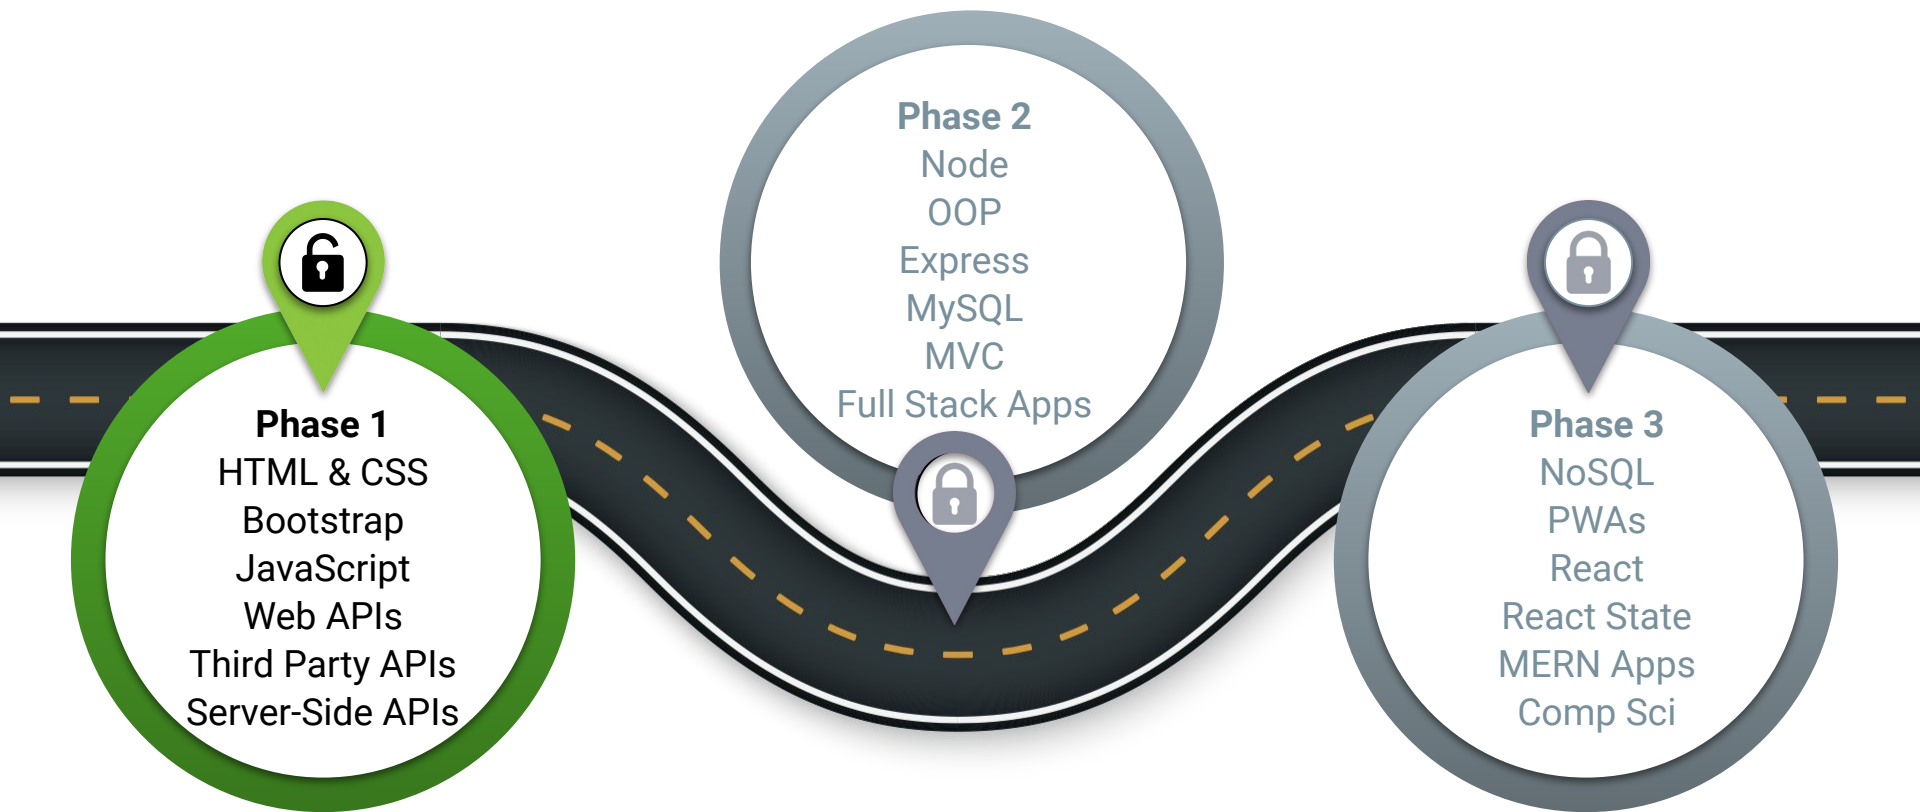 Phase 1
HTML & CSS
Bootstrap
JavaScript
Web APIs
Third Party APIs
Server-Side APIs
Phase 2
Node
OOP
Express
MySQL
MVC
Full Stack Apps
Phase 3
NoSQL
PWAs
React
React State
MERN Apps
Comp Sci